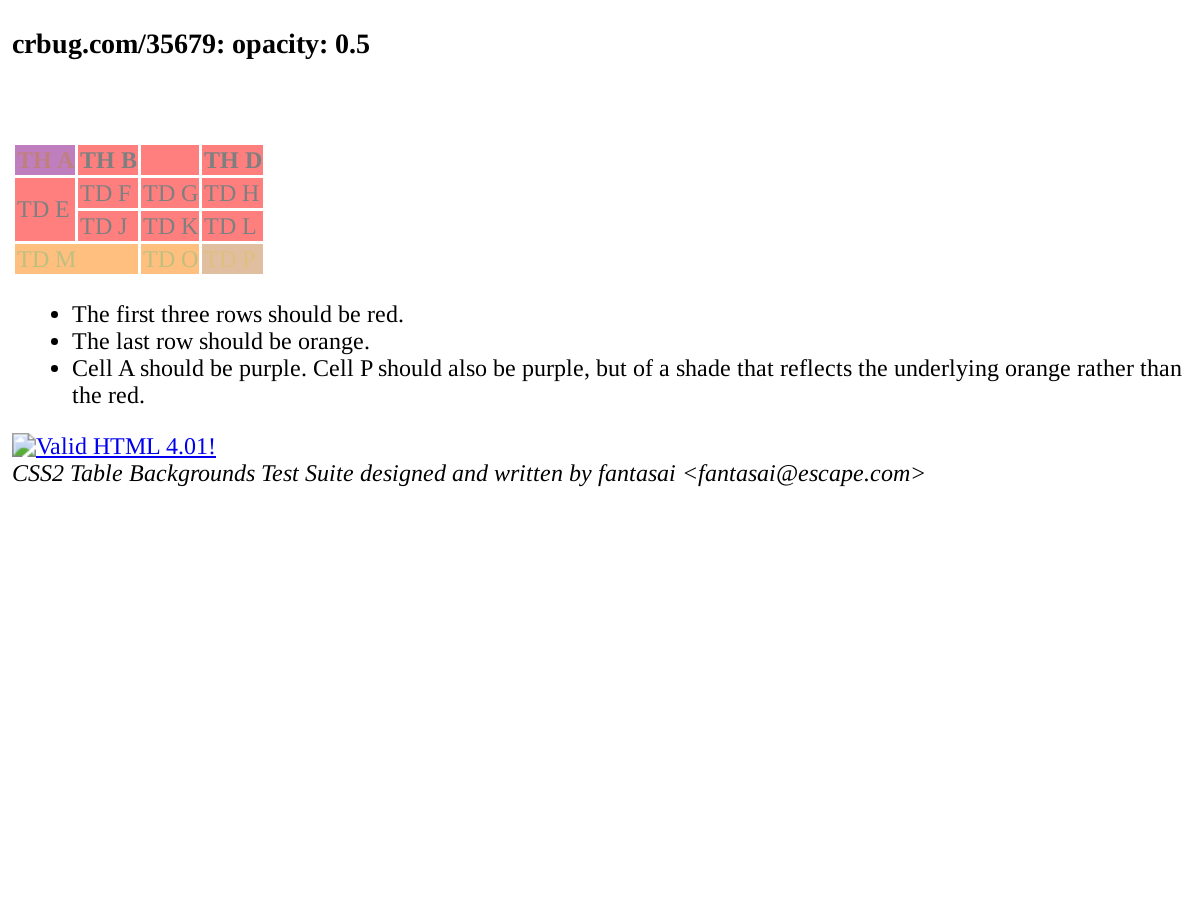 crbug.com/35679: opacity: 0.5
TH A TH B TH D
TD E TD F TD G TD H
TD J TD K TD L
TD M TD O TD P
The first three rows should be red.
The last row should be orange.
Cell A should be purple. Cell P should also be purple, but of a shade that reflects the underlying orange rather than
the red.
Valid HTML 4.01!
CSS2 Table Backgrounds Test Suite designed and written by fantasai <fantasai@escape.com>